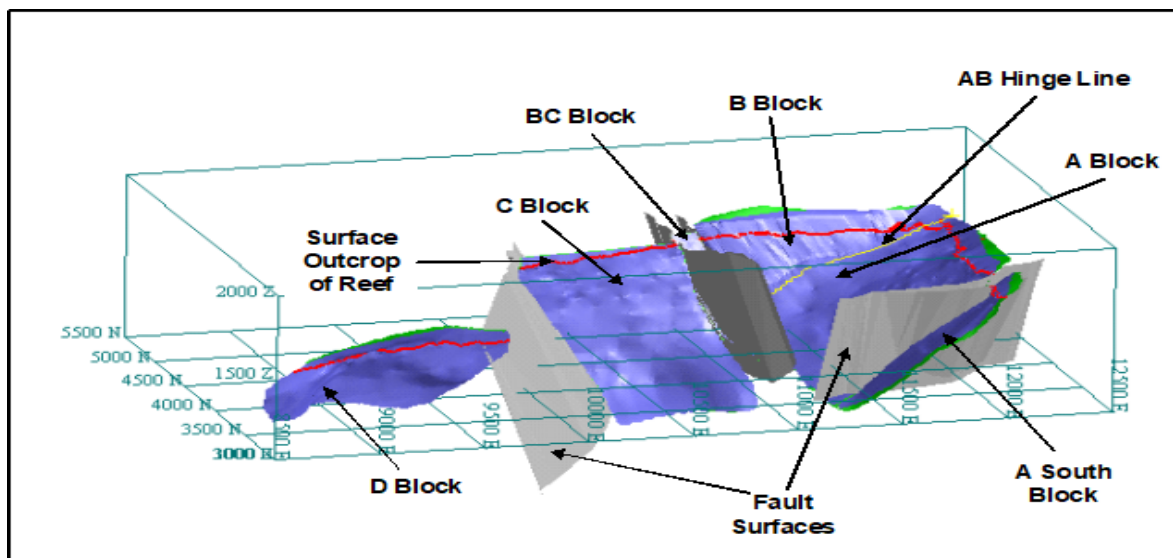 AB Hinge Line
B Block
BC Block
A Block
C Block
Surface
Outcrop
of Reef
2000 Z
5500 N
5000 N
1500 Z
4500 N
4000 N
3500 N
3000 N
9000 E
9500 E
10000 E
12000 E
D Block
Fault
Surfaces
A South
Block